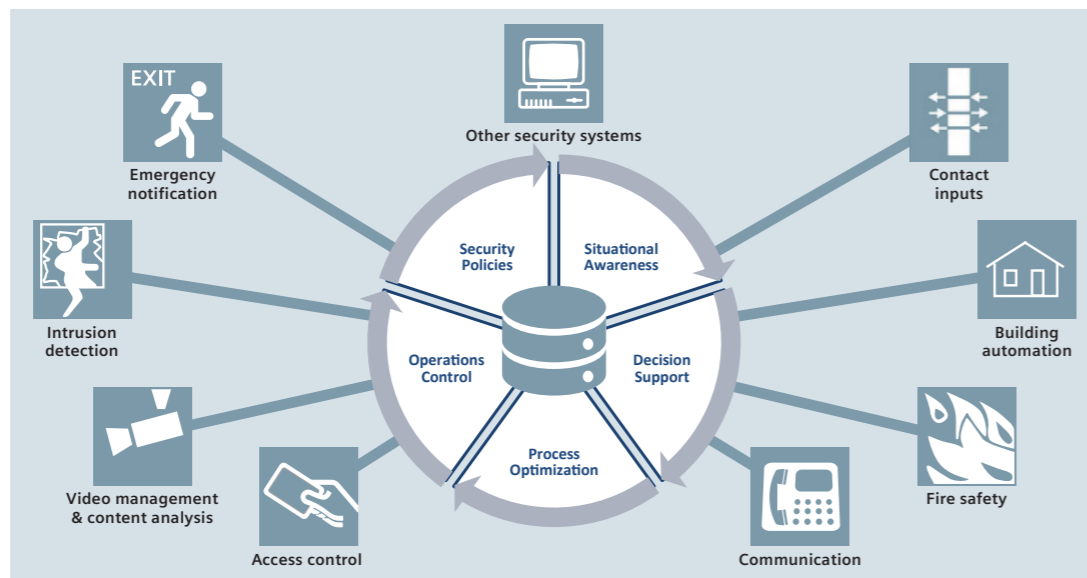 EXIT
Other security systems
Emergency
notification
Contact
inputs
Security
Policies
Situational
Awareness
Intrusion
detection
Building
automation
Operations
Control
Decision
Support
Process
Optimization
Video management
& content analysis
Fire safety
Access control
Communication